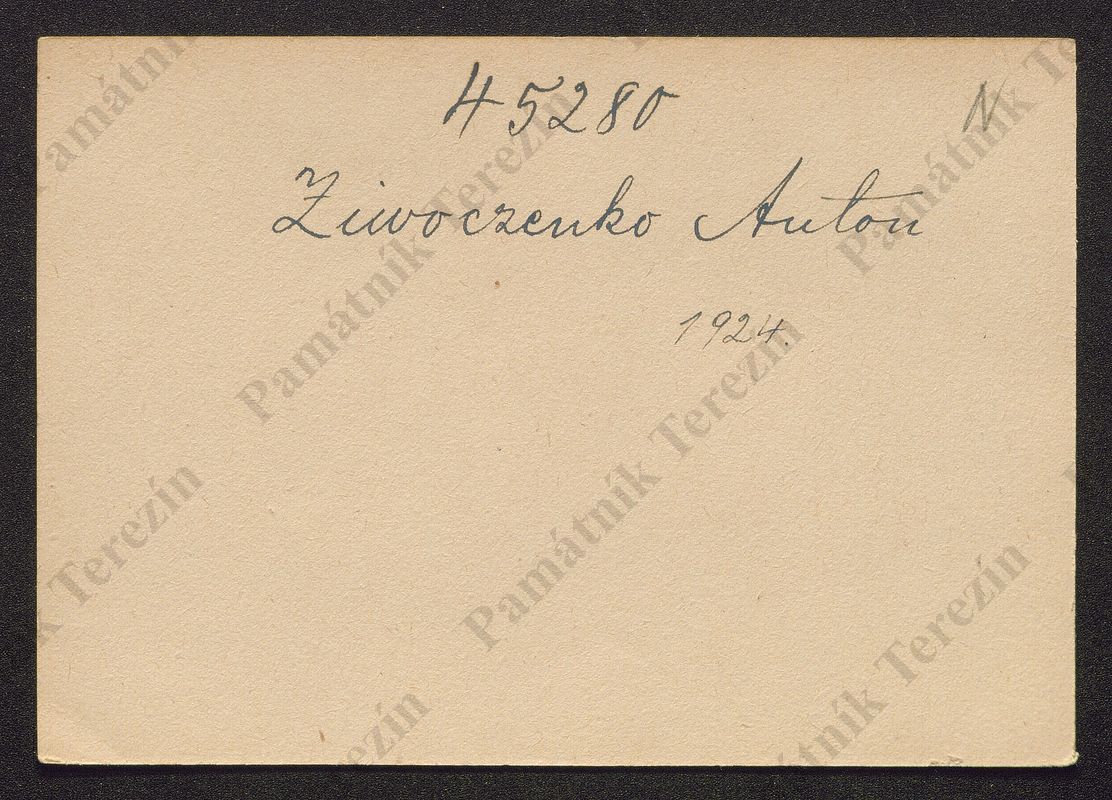 45280
N
Ziwoczenko Anton
1924.
Památník Terezín